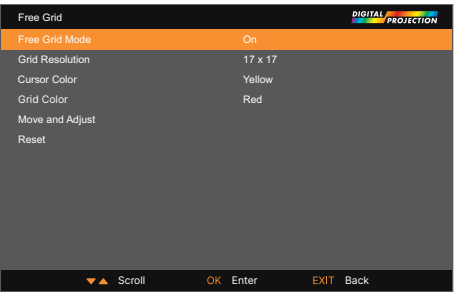 Free Grid DIGITAL PROJECTION
Free Grid Mode On
Grid Resolution 17 x 17
Cursor Color Yellow
Grid Color Red
Move and Adjust
Reset
Scroll OK Enter EXIT Back